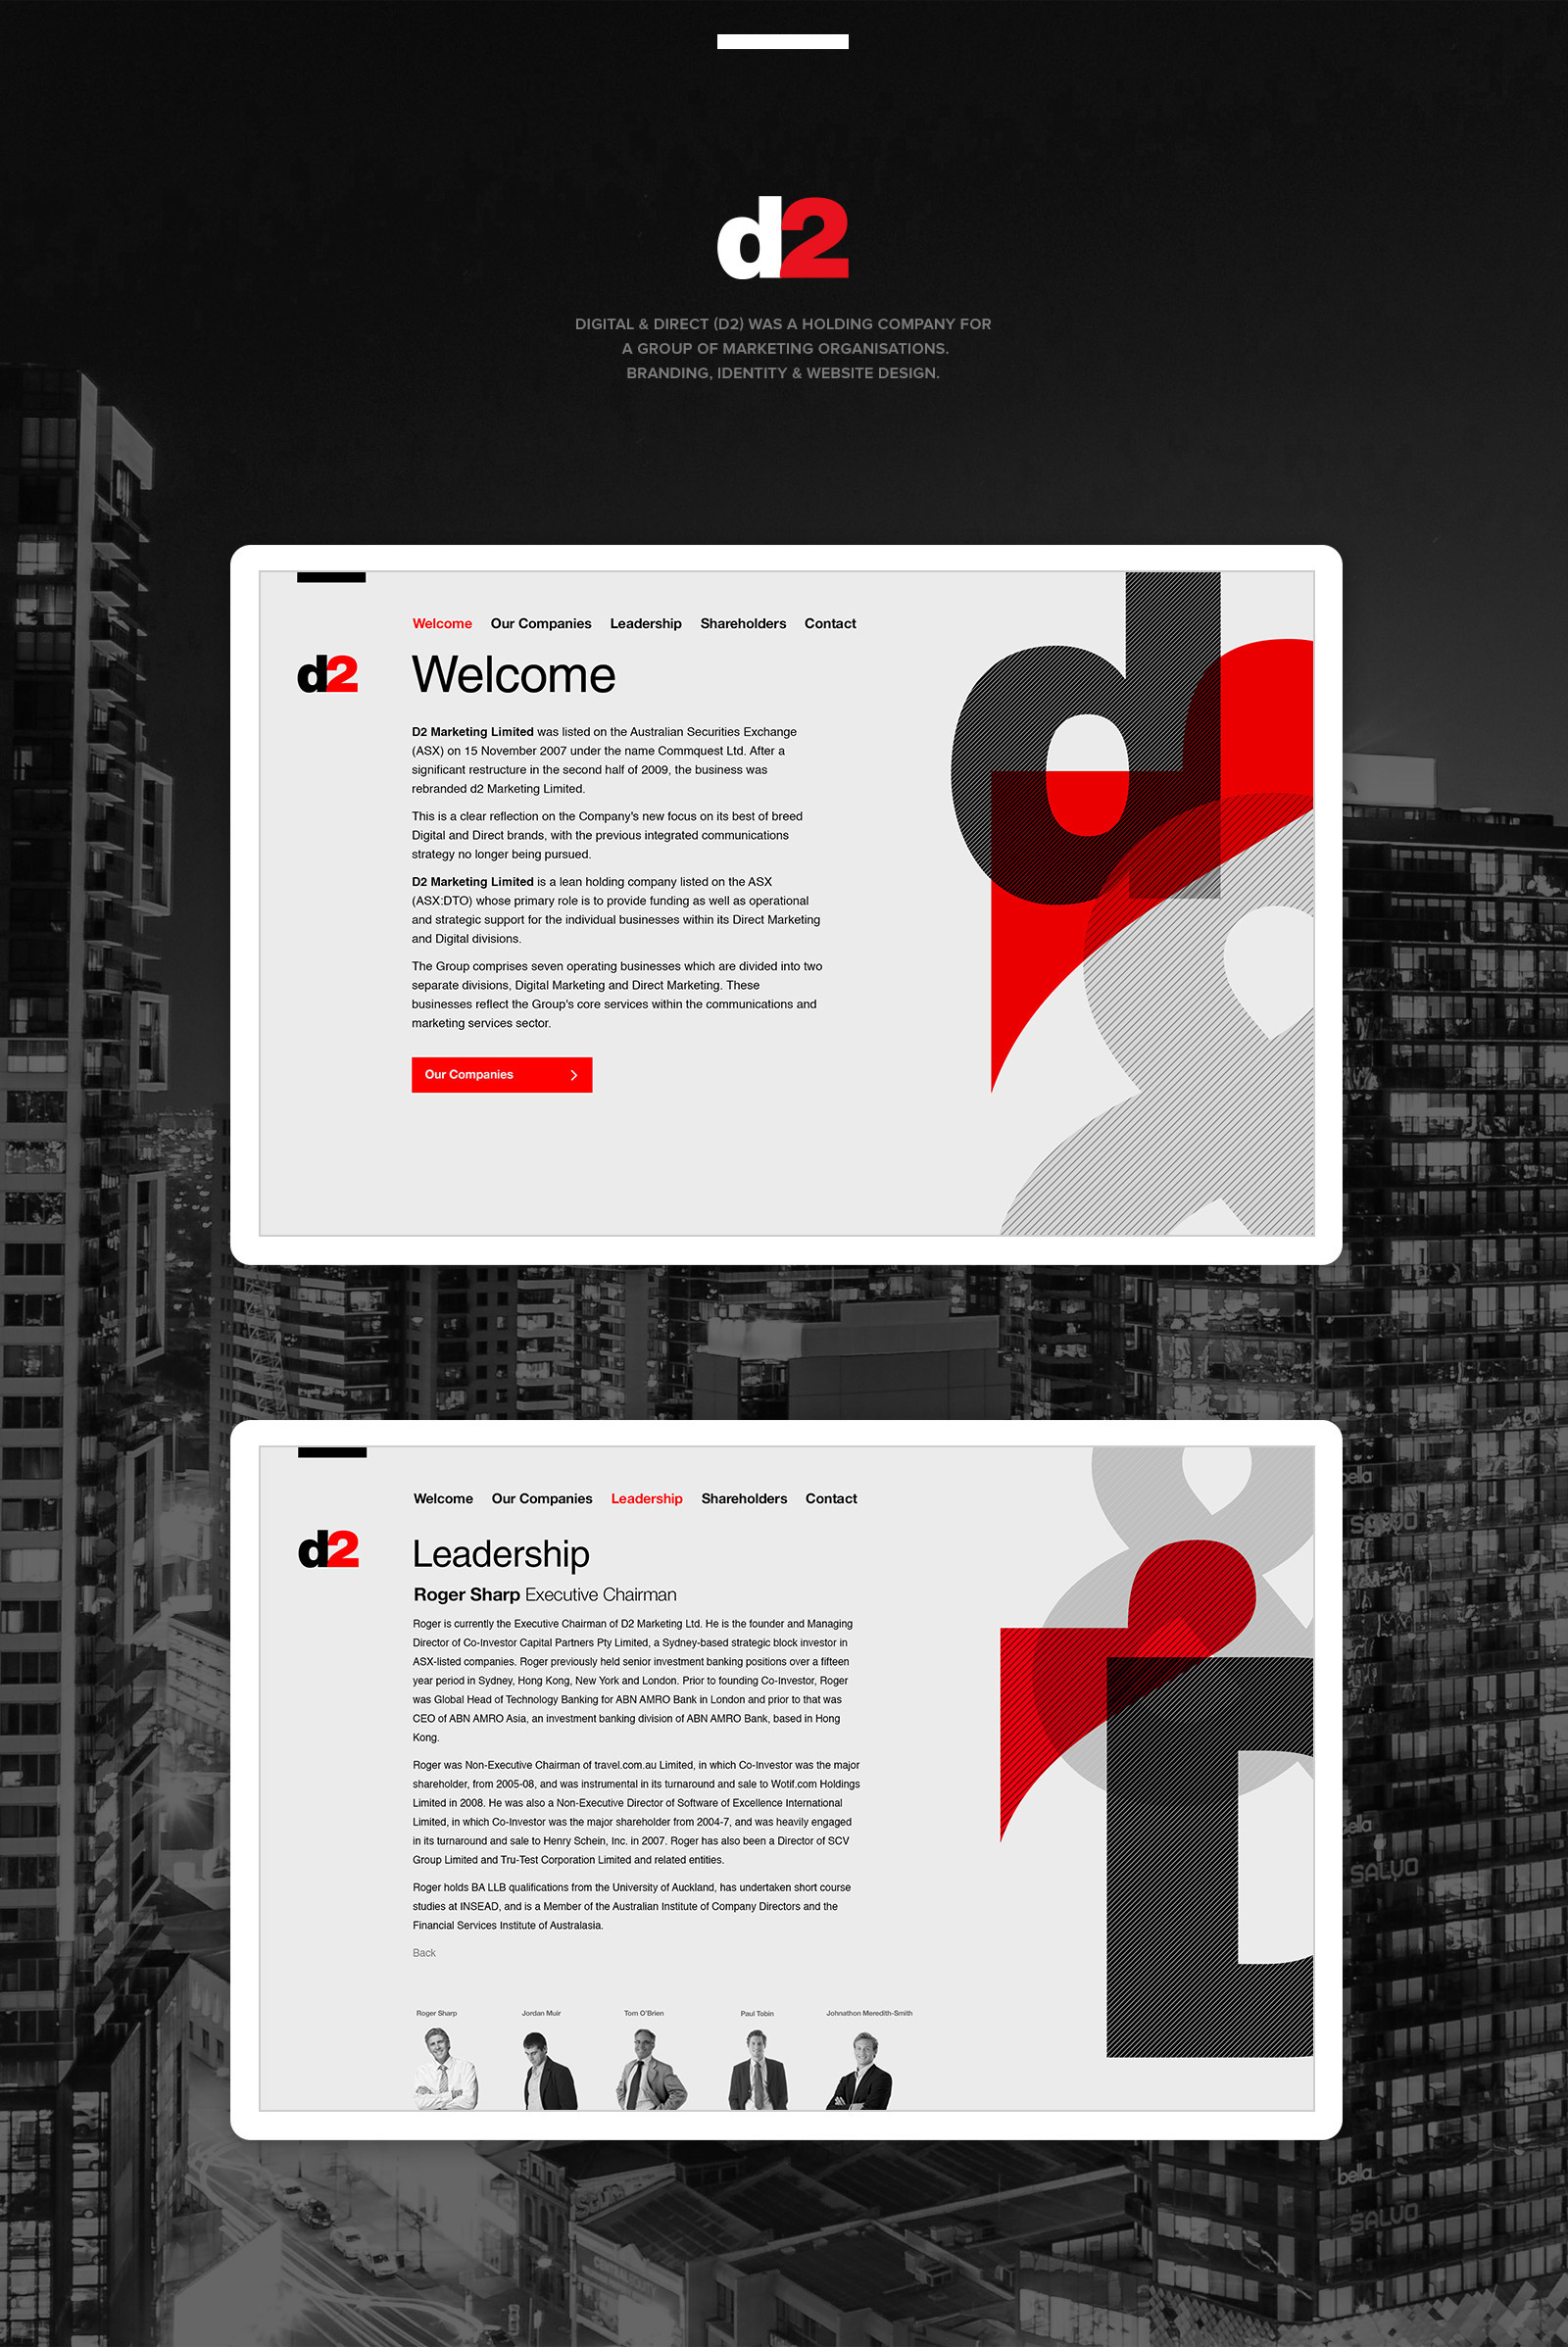 d2
DIGITAL & DIRECT (D2) WAS A HOLDING COMPANY FOR
A GROUP OF MARKETING ORGANISATIONS.
BRANDING, IDENTITY & WEBSITE DESIGN.
Welcome Our Companies Leadership Shareholders Contact
d2
Welcome
D2 Marketing Limited was listed on the Australian Securities Exchange
(ASX) on 15 November 2007 under the name Commquest Ltd. After a
significant restructure in the second half of 2009, the business was
rebranded d2 Marketing Limited.
This is a clear reflection on the Company's new focus on its best of breed
Digital and Direct brands, with the previous integrated communications
strategy no longer being pursued.
D2 Marketing Limited is a lean holding company listed on the ASX
(ASX:DTO) whose primary role is to provide funding as well as operational
and strategic support for the individual businesses within its Direct Marketing
and Digital divisions.
The Group comprises seven operating businesses which are divided into two
separate divisions, Digital Marketing and Direct Marketing. These
businesses reflect the Group's core services within the communications and
marketing services sector.
Our Companies
d
2
&
Welcome Our Companies Leadership Shareholders Contact
d2
Leadership
Roger Sharp Executive Chairman
Roger is currently the Executive Chairman of D2 Marketing Ltd. He is the founder and Managing
Director of Co-Investor Capital Partners Pty Limited, a Sydney-based strategic block investor in
ASX-listed companies. Roger previously held senior investment banking positions over a fifteen
year period in Sydney, Hong Kong, New York and London. Prior to founding Co-Investor, Roger
was Global Head of Technology Banking for ABN AMRO Bank in London and prior to that was
CEO of ABN AMRO Asia, an investment banking division of ABN AMRO Bank, based in Hong
Kong.
Roger was Non-Executive Chairman of travel.com.au Limited, in which Co-Investor was the major
shareholder, from 2005-08, and was instrumental in its turnaround and sale to Wotif.com Holdings
Limited in 2008. He was also a Non-Executive Director of Software of Excellence International
Limited, in which Co-Investor was the major shareholder from 2004-7, and was heavily engaged
in its turnaround and sale to Henry Schein, Inc. in 2007. Roger has also been a Director of SCV
Group Limited and Tru-Test Corporation Limited and related entities.
Roger holds BA LLB qualifications from the University of Auckland, has undertaken short course
studies at INSEAD, and is a Member of the Australian Institute of Company Directors and the
Financial Services Institute of Australasia.
Back
Roger Sharp Jordan Muir Tom O'Brien Paul Tobin Johnathon Meredith-Smith
&
2
D
bella
SALVO
bella
SALVO
bella
SALVO